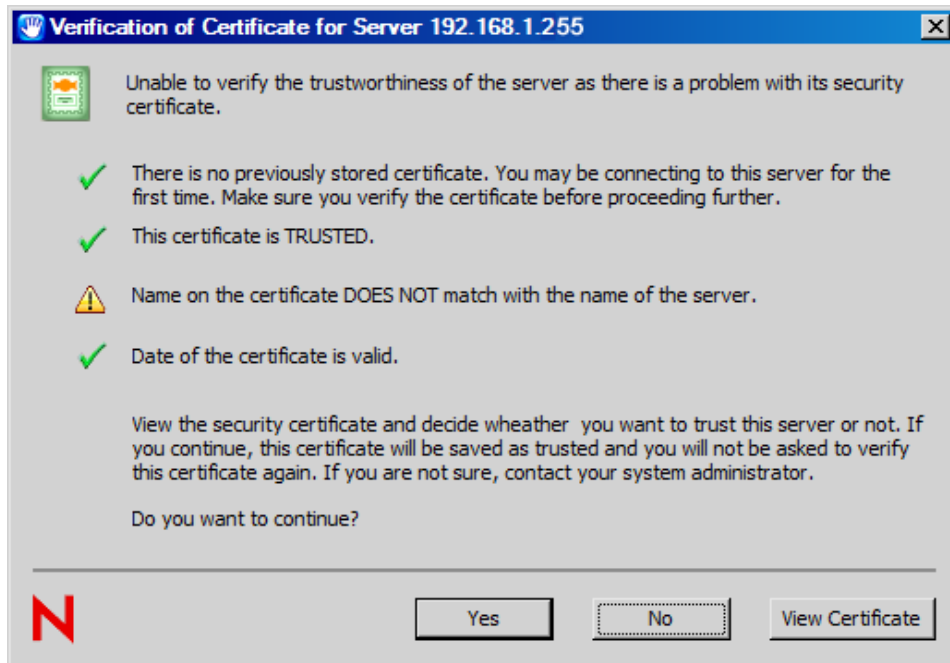 Verification of Certificate for Server 192.168.1.255
Unable to verify the trustworthiness of the server as there is a problem with its security
certificate.
There is no previously stored certificate. You may be connecting to this server for the
first time. Make sure you verify the certificate before proceeding further.
This certificate is TRUSTED.
Name on the certificate DOES NOT match with the name of the server.
Date of the certificate is valid.
View the security certificate and decide wheather  you want to trust this server or not. If
you continue, this certificate will be saved as trusted and you will not be asked to verify
this certificate again. If you are not sure, contact your system administrator.
Do you want to continue?
N
Yes No View Certificate